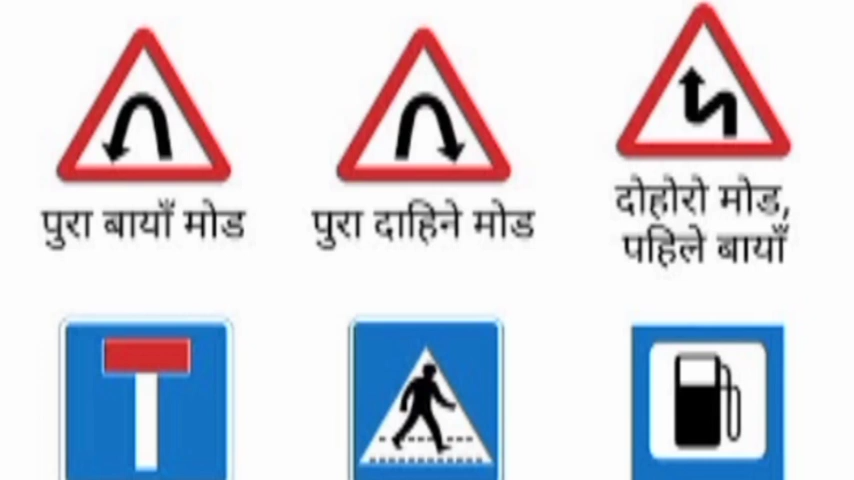 पुरा बायाँ मोड
पुरा दाहिने मोड
दोहोरो मोड,
पहिले बायाँ